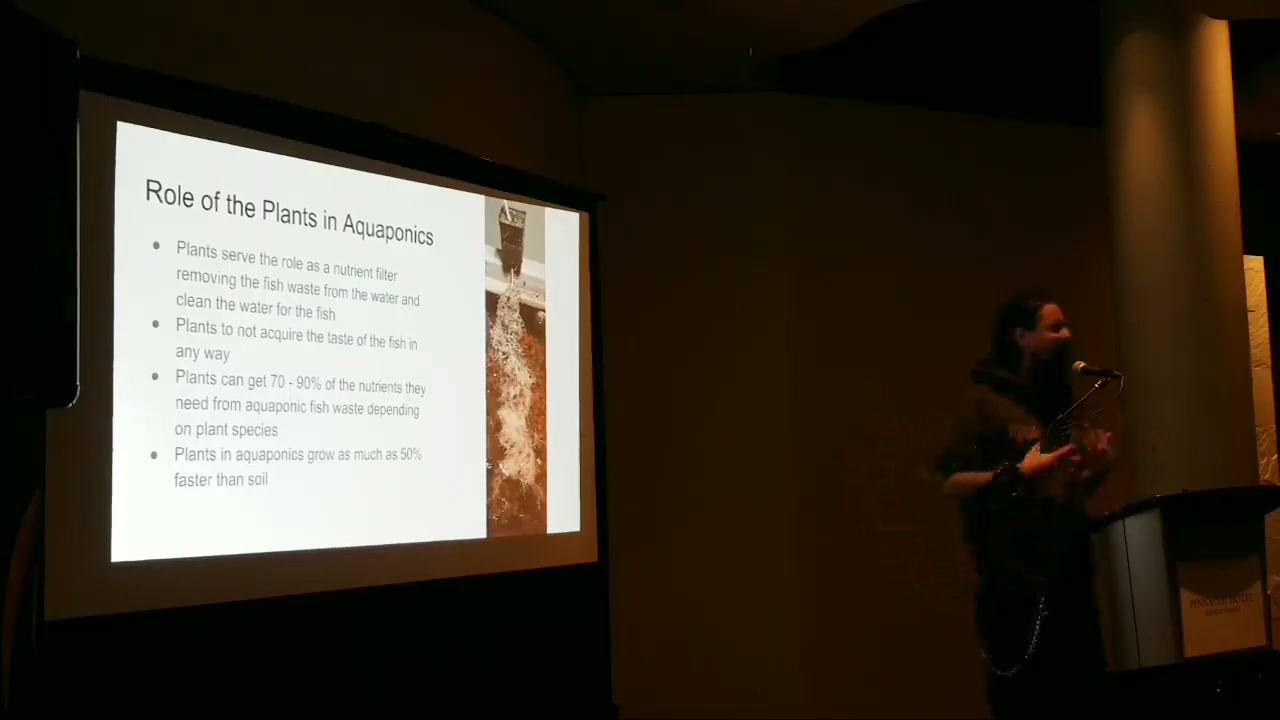 Role of the Plants in Aquaponics
● Plants serve the role as a nutrient filter
removing the fish waste from the water and
clean the water for the fish
● Plants to not acquire the taste of the fish in
any way
● Plants can get 70 - 90% of the nutrients they
need from aquaponic fish waste depending
on plant species
● Plants in aquaponics grow as much as 50%
faster than soil
PINNACLE HOTEL